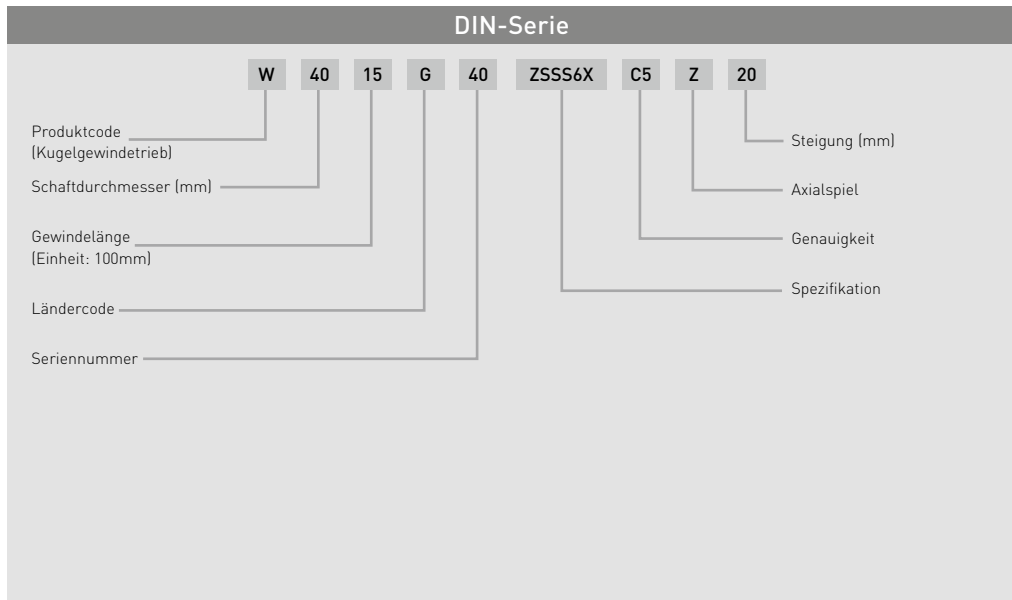 DIN-Serie
W 40 15 G 40 ZSSS6X C5 Z 20
Produktcode
(Kugelgewindetrieb)
Schaftdurchmesser (mm)
Gewindelänge
(Einheit: 100mm)
Ländercode
Seriennummer
Steigung (mm)
Axialspiel
Genauigkeit
Spezifikation